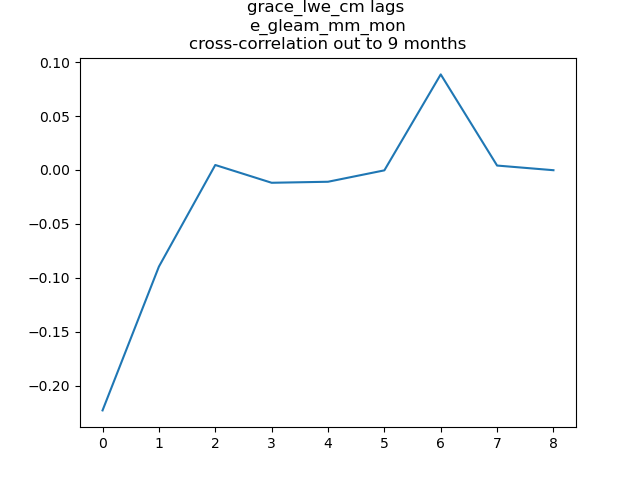 grace_lwe_cm lags
e_gleam_mm_mon
cross-correlation out to 9 months
0.10
0.05
0.00
−0.05
−0.10
−0.15
−0.20
0 1 2 3 4 5 6 7 8